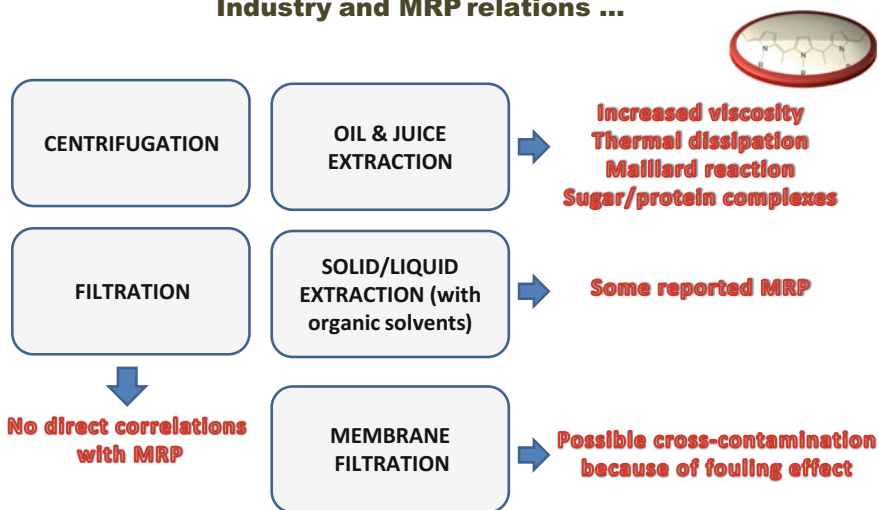 Industry and MRP relations ...
N
R
N
R
N
R
CENTRIFUGATION
OIL & JUICE
EXTRACTION
Increased viscosity
Thermal dissipation
Maillard reaction
Sugar/protein complexes
FILTRATION
SOLID/LIQUID
EXTRACTION (with
organic solvents)
Some reported MRP
No direct correlations
with MRP
MEMBRANE
FILTRATION
Possible cross-contamination
because of fouling effect